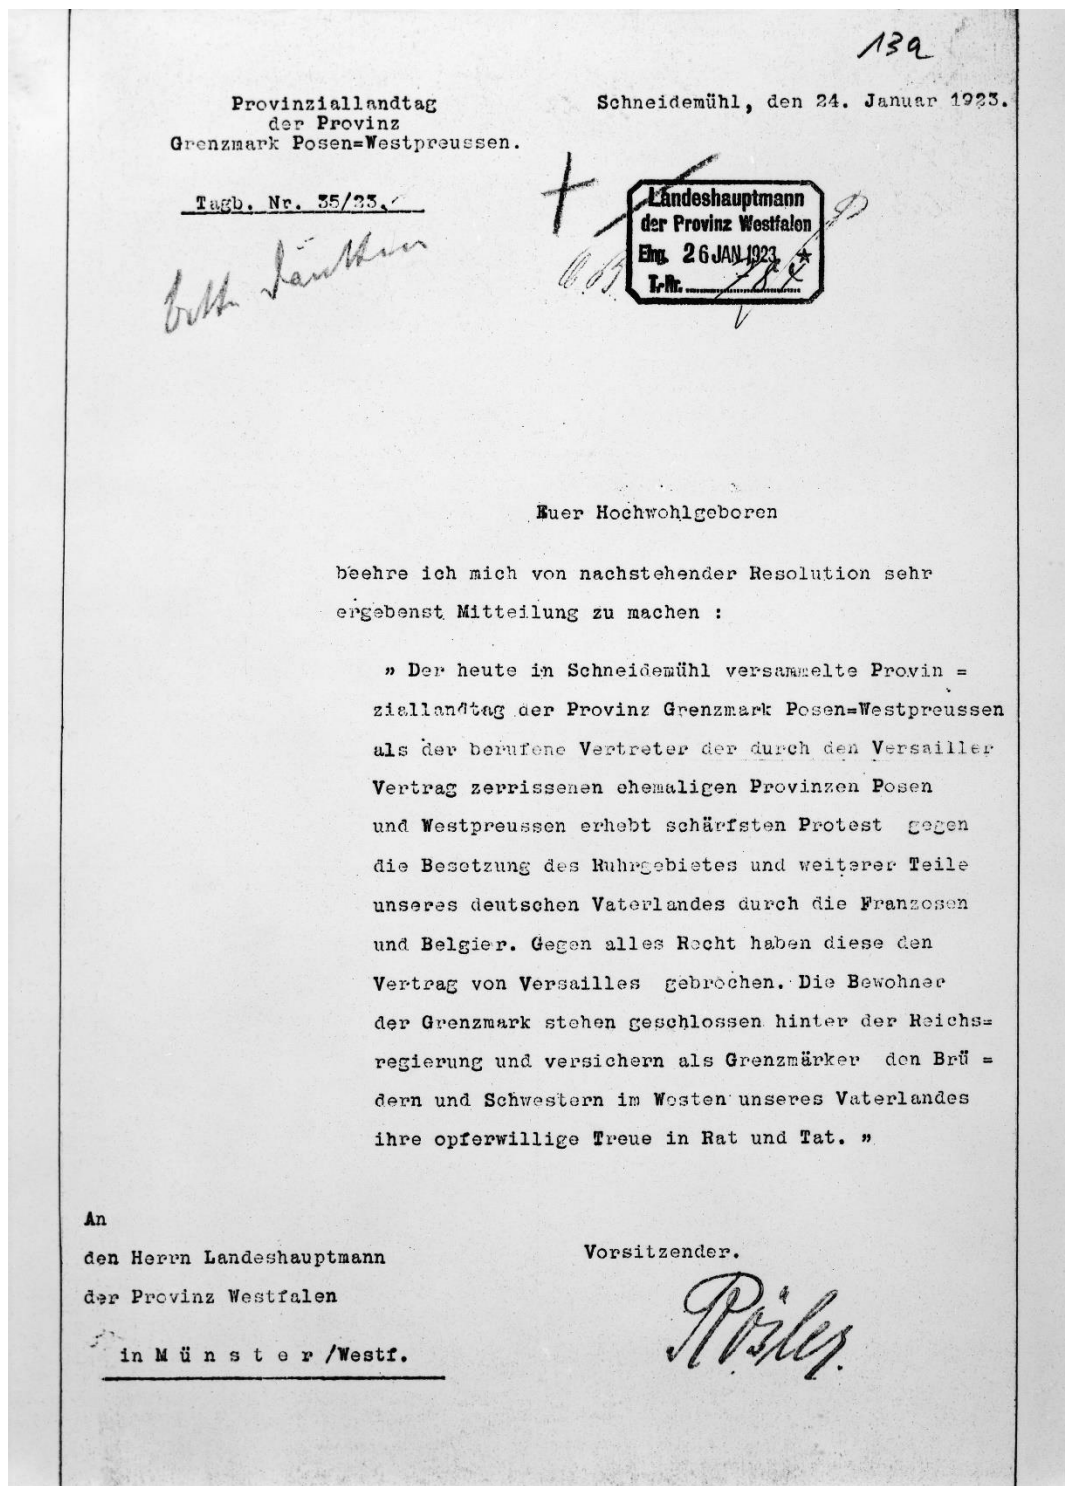 13a
Provinziallandtag
der Provinz
Grenzmark Posen=Westpreussen.
Schneidemühl, den 24. Januar 1923.
Tagb. Nr. 35/23.
Landeshauptmann
der Provinz Westfalen
Eing. 26 JAN 1923 ★
T.-Nr. 784
Euer Hochwohlgeboren
beehre ich mich von nachstehender Resolution sehr
ergebenst Mitteilung zu machen :
" Der heute in Schneidemühl versammelte Provin =
ziallandtag der Provinz Grenzmark Posen=Westpreussen
als der berufene Vertreter der durch den Versailler
Vertrag zerrissenen ehemaligen Provinzen Posen
und Westpreussen erhebt schärfsten Protest gegen
die Besetzung des Ruhrgebietes und weiterer Teile
unseres deutschen Vaterlandes durch die Franzosen
und Belgier. Gegen alles Recht haben diese den
Vertrag von Versailles gebrochen. Die Bewohner
der Grenzmark stehen geschlossen hinter der Reichs=
regierung und versichern als Grenzmärker den Brü =
dern und Schwestern im Westen unseres Vaterlandes
ihre opferwillige Treue in Rat und Tat. "
An
den Herrn Landeshauptmann
der Provinz Westfalen
in M ü n s t e r /Westf.
Vorsitzender.